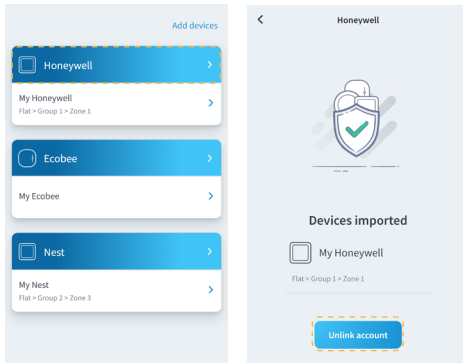 Add devices
Honeywell
My Honeywell
Flat > Group 1 > Zone 1
Ecobee
My Ecobee
Nest
My Nest
Flat > Group 2 > Zone 3
Honeywell
Devices imported
My Honeywell
Flat > Group 1 > Zone 1
Unlink account